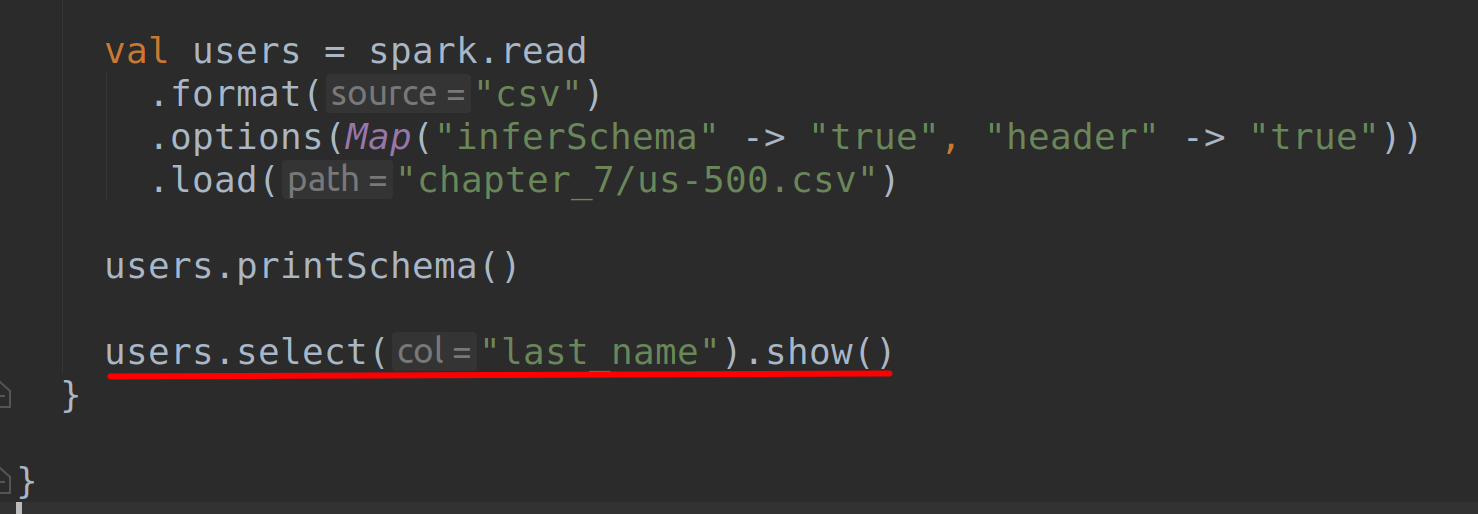 val users = spark.read
.format( source = "csv")
.options(Map("inferSchema" -> "true", "header" -> "true"))
.load( path = "chapter_7/us-500.csv")
users.printSchema()
users.select( col = "last_name").show()
}
}